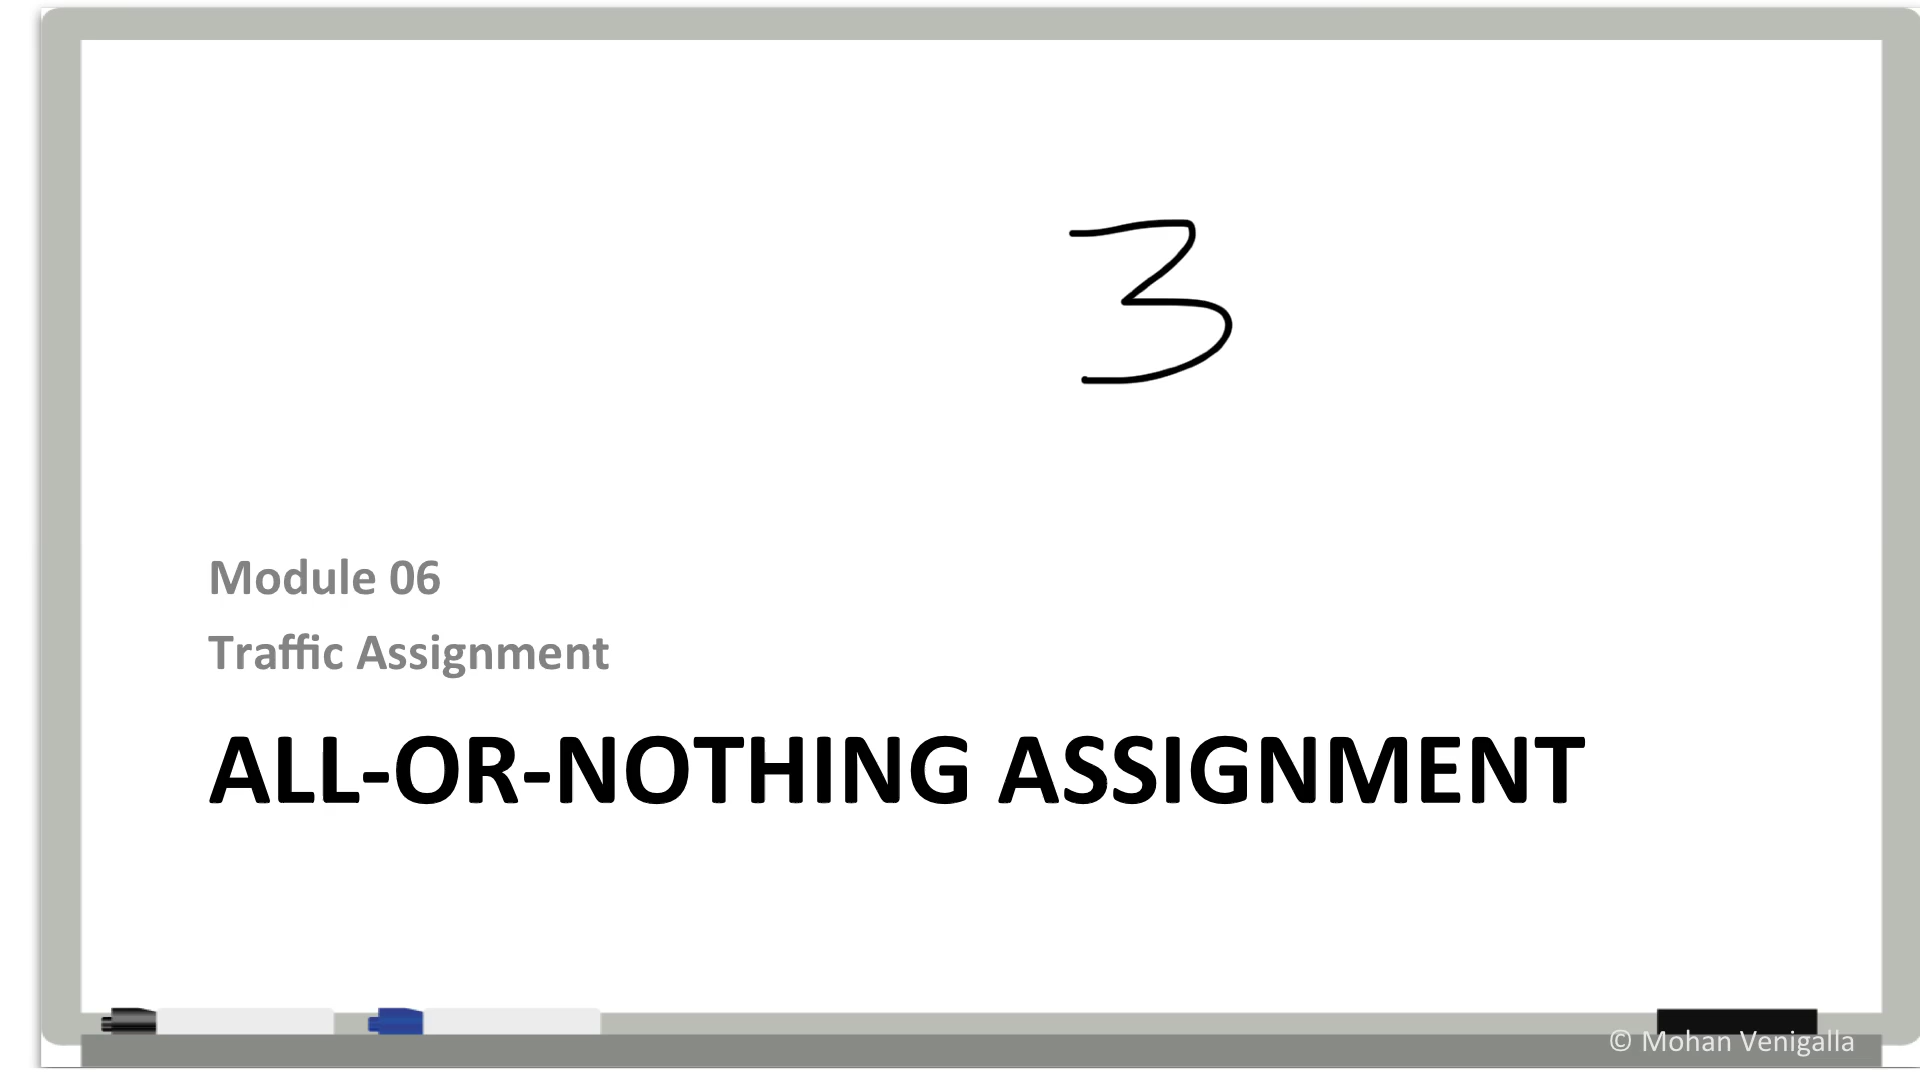 3
Module 06
Traffic Assignment
ALL-OR-NOTHING ASSIGNMENT
© Mohan Venigalla